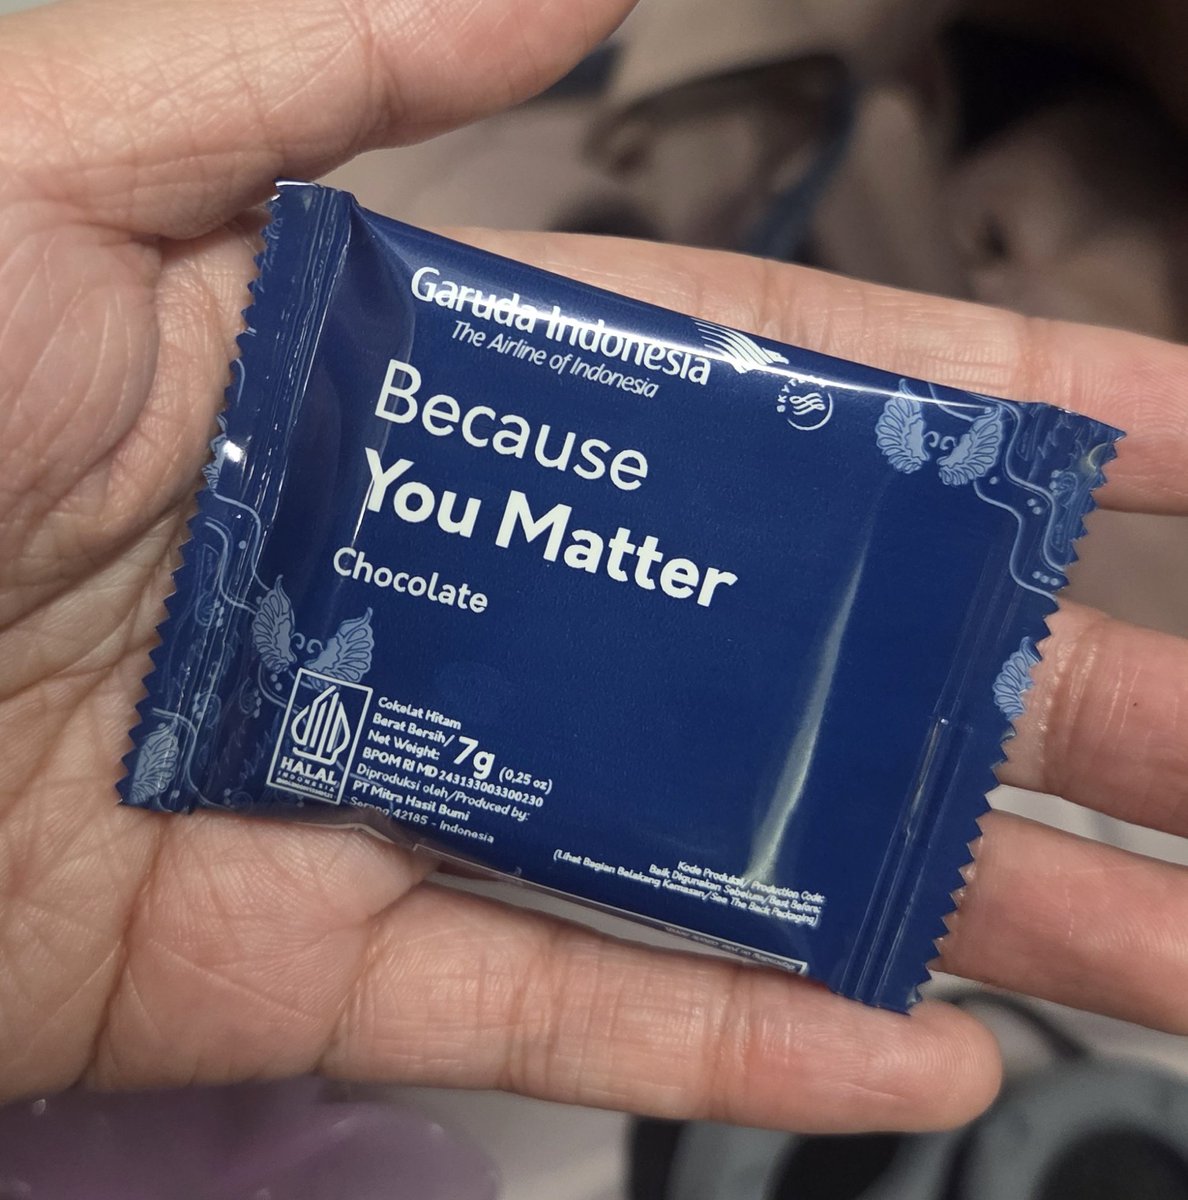 Garuda Indonesia
The Airline of Indonesia
Because
You Matter
Chocolate
HALAL
INDONESIA
Cokelat Hitam
Berat Bersih/
Net Weight: 7g (0,25 oz)
BPOM RI MD 243133003300230
Diproduksi oleh/Produced by:
PT Mitra Hasil Bumi
Serang 42185 - Indonesia
Kode Produksi/ Production Code:
Baik Digunakan Sebelum/Best Before:
(Lihat Bagian Belakang Kemasan/See The Back Packaging)